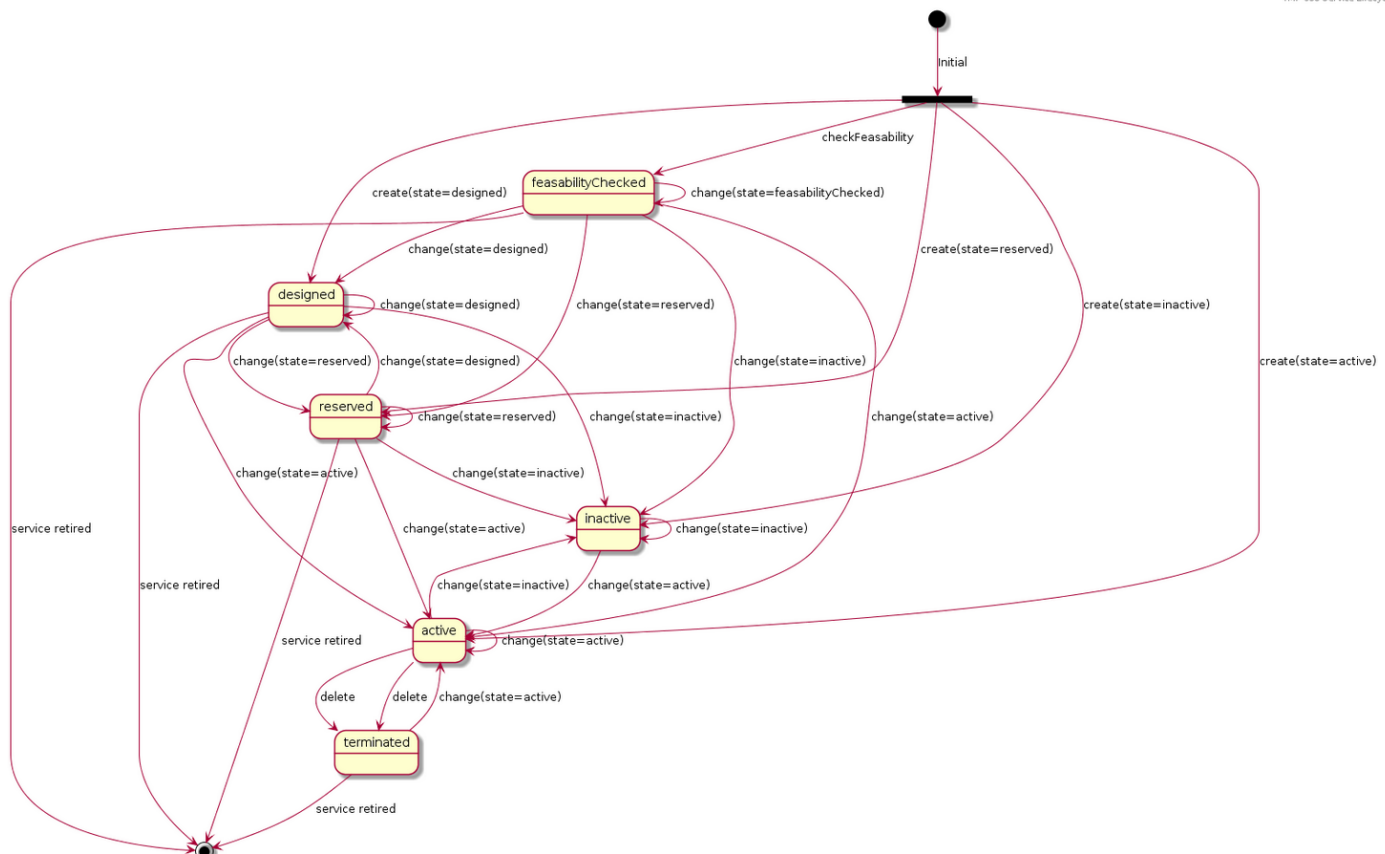 Initial
checkFeasability
feasabilityChecked
create(state=designed)
change(state=feasabilityChecked)
change(state=designed)
create(state=reserved)
designed
change(state=designed)
change(state=reserved)
create(state=inactive)
change(state=reserved)
change(state=designed)
change(state=inactive)
create(state=active)
reserved
change(state=reserved)
change(state=inactive)
change(state=active)
change(state=active)
change(state=inactive)
inactive
service retired
change(state=active)
change(state=inactive)
service retired
change(state=inactive)
change(state=active)
active
service retired
change(state=active)
delete
delete
change(state=active)
terminated
service retired